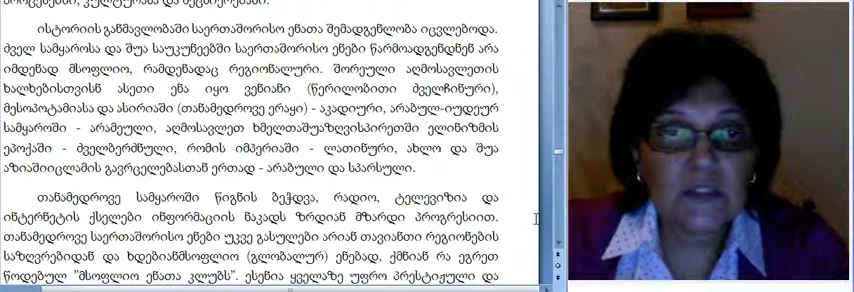 ისტორიის განმავლობაში საერთაშორისო ენათა შემადგენლობა იცვლებოდა.
ძველ სამყაროსა და შუა საუკუნეებში საერთაშორისო ენები წარმოადგენდნენ არა
იმდენად მსოფლიო, რამდენადაც რეგიონალური. შორეული აღმოსავლეთის
ხალხებისთვისნ ასეთი ენა იყო ვენიანი (წერილობითი ძველჩინური),
მესოპოტამიასა და ასირიაში (თანამედროვე ერაყი) - აკადიური, არაბულ-იუდეურ
სამყაროში - არამეული, აღმოსავლეთ ხმელთაშუაზღვისპირეთში ელინიზმის
ეპოქაში - ძველბერძნული, რომის იმპერიაში - ლათინური, ახლო და შუა
აზიაშიიცლამის გავრცელებასთან ერთად - არაბული და სპარსული.
თანამედროვე სამყაროში წიგნის ბეჭდვა, რადიო, ტელევიზია და
ინტერნეტის ქსელები ინფორმაციის ნაკადს ზრდიან მზარდი პროგრესიით.
თანამედროვე საერთაშორისო ენები უკვე გასულები არიან თავიანთი რეგიონების
საზღვრებიდან და ხდებიანმსოფლიო (გლობალურ) ენებად, ქმნიან რა ეგრეთ
წოდებულ ”მსოფლიო ენათა კლუბს”. ესენია ყველაზე უფრო პრესტიჟული და